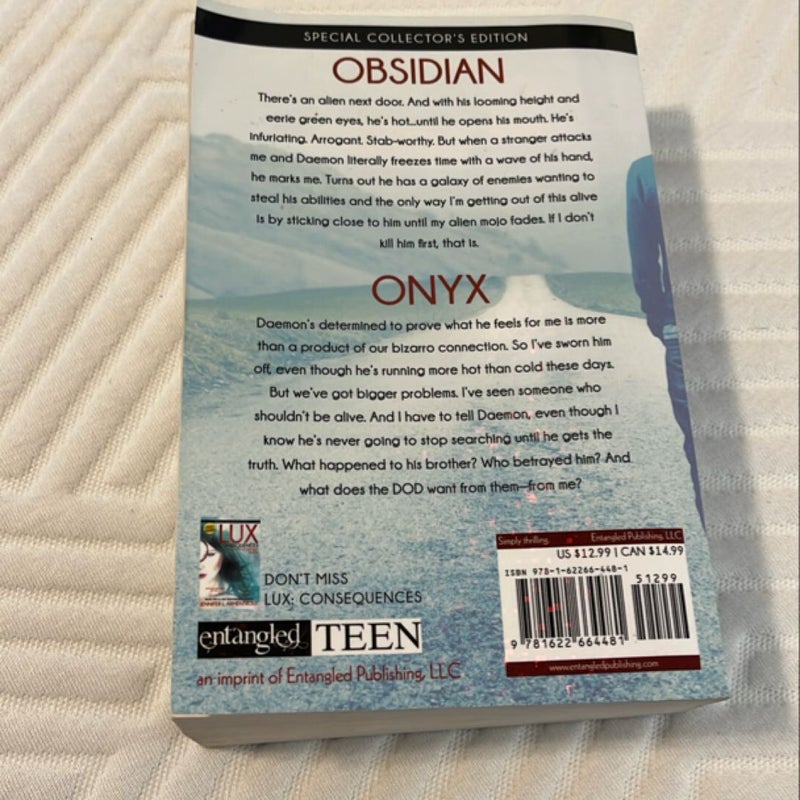 SPECIAL COLLECTOR'S EDITION
OBSIDIAN
There's an alien next door. And with his looming height and
eerie green eyes, he's hot...until he opens his mouth. He's
infuriating. Arrogant. Stab-worthy. But when a stranger attacks
me and Daemon literally freezes time with a wave of his hand,
he marks me. Turns out he has a galaxy of enemies wanting to
steal his abilities and the only way I'm getting out of this alive
is by sticking close to him until my alien mojo fades. If I don't
kill him first, that is.
ONYX
Daemon's determined to prove what he feels for me is more
than a product of our bizarro connection. So I've sworn him
off, even though he's running more hot than cold these days.
But we've got bigger problems. I've seen someone who
shouldn't be alive. And I have to tell Daemon, even though I
know he's never going to stop searching until he gets the
truth. What happened to his brother? Who betrayed him? And
what does the DOD want from them—from me?
LUX
DON'T MISS
LUX: CONSEQUENCES
entangled TEEN
an imprint of Entangled Publishing, LLC
Simply thrilling. Entangled Publishing, LLC
US $12.99 | CAN $14.99
ISBN 978-1-62266-448-1
51299
9 781622 664481
www.entangledpublishing.com